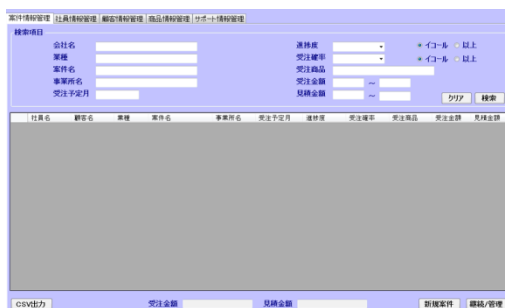 案件情報管理 社員情報管理 顧客情報管理 商品情報管理 サポート情報管理
検索項目
会社名 進捗度 イコール 以上
業種 受注確率 イコール 以上
案件名 受注商品
事業所名 受注金額 ~
受注予定月 見積金額 ~
クリア 検索
社員名 顧客名 業種 案件名 事業所名 受注予定月 進捗度 受注確率 受注商品 受注金額 見積金額
CSV出力 受注金額 見積金額 新規案件 継続/管理